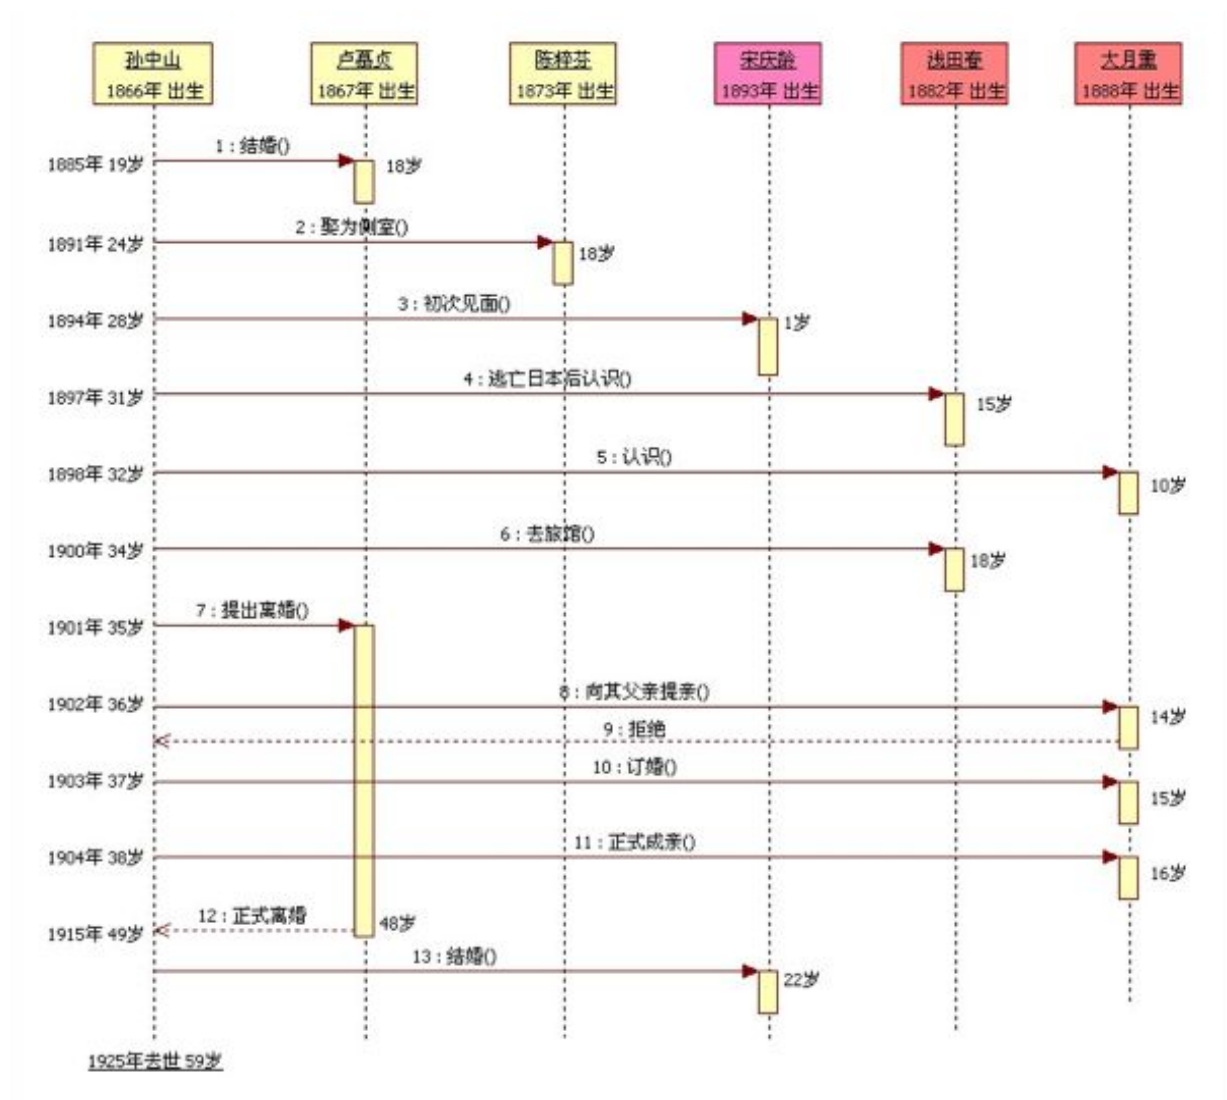 孙中山
1866年 出生
卢慕贞
1867年 出生
陈粹芬
1873年 出生
宋庆龄
1893年 出生
浅田春
1882年 出生
大月薰
1888年 出生
1 : 结婚()
1885年 19岁
18岁
2 : 娶为侧室()
1891年 24岁
18岁
3 : 初次见面()
1894年 28岁
1岁
4 : 逃亡日本后认识()
1897年 31岁
15岁
5 : 认识()
1898年 32岁
10岁
6 : 去旅馆()
1900年 34岁
18岁
7 : 提出离婚()
1901年 35岁
8 : 向其父亲提亲()
1902年 36岁
14岁
9 : 拒绝
10 : 订婚()
1903年 37岁
15岁
11 : 正式成亲()
1904年 38岁
16岁
12 : 正式离婚
48岁
1915年 49岁
13 : 结婚()
22岁
1925年去世 59岁